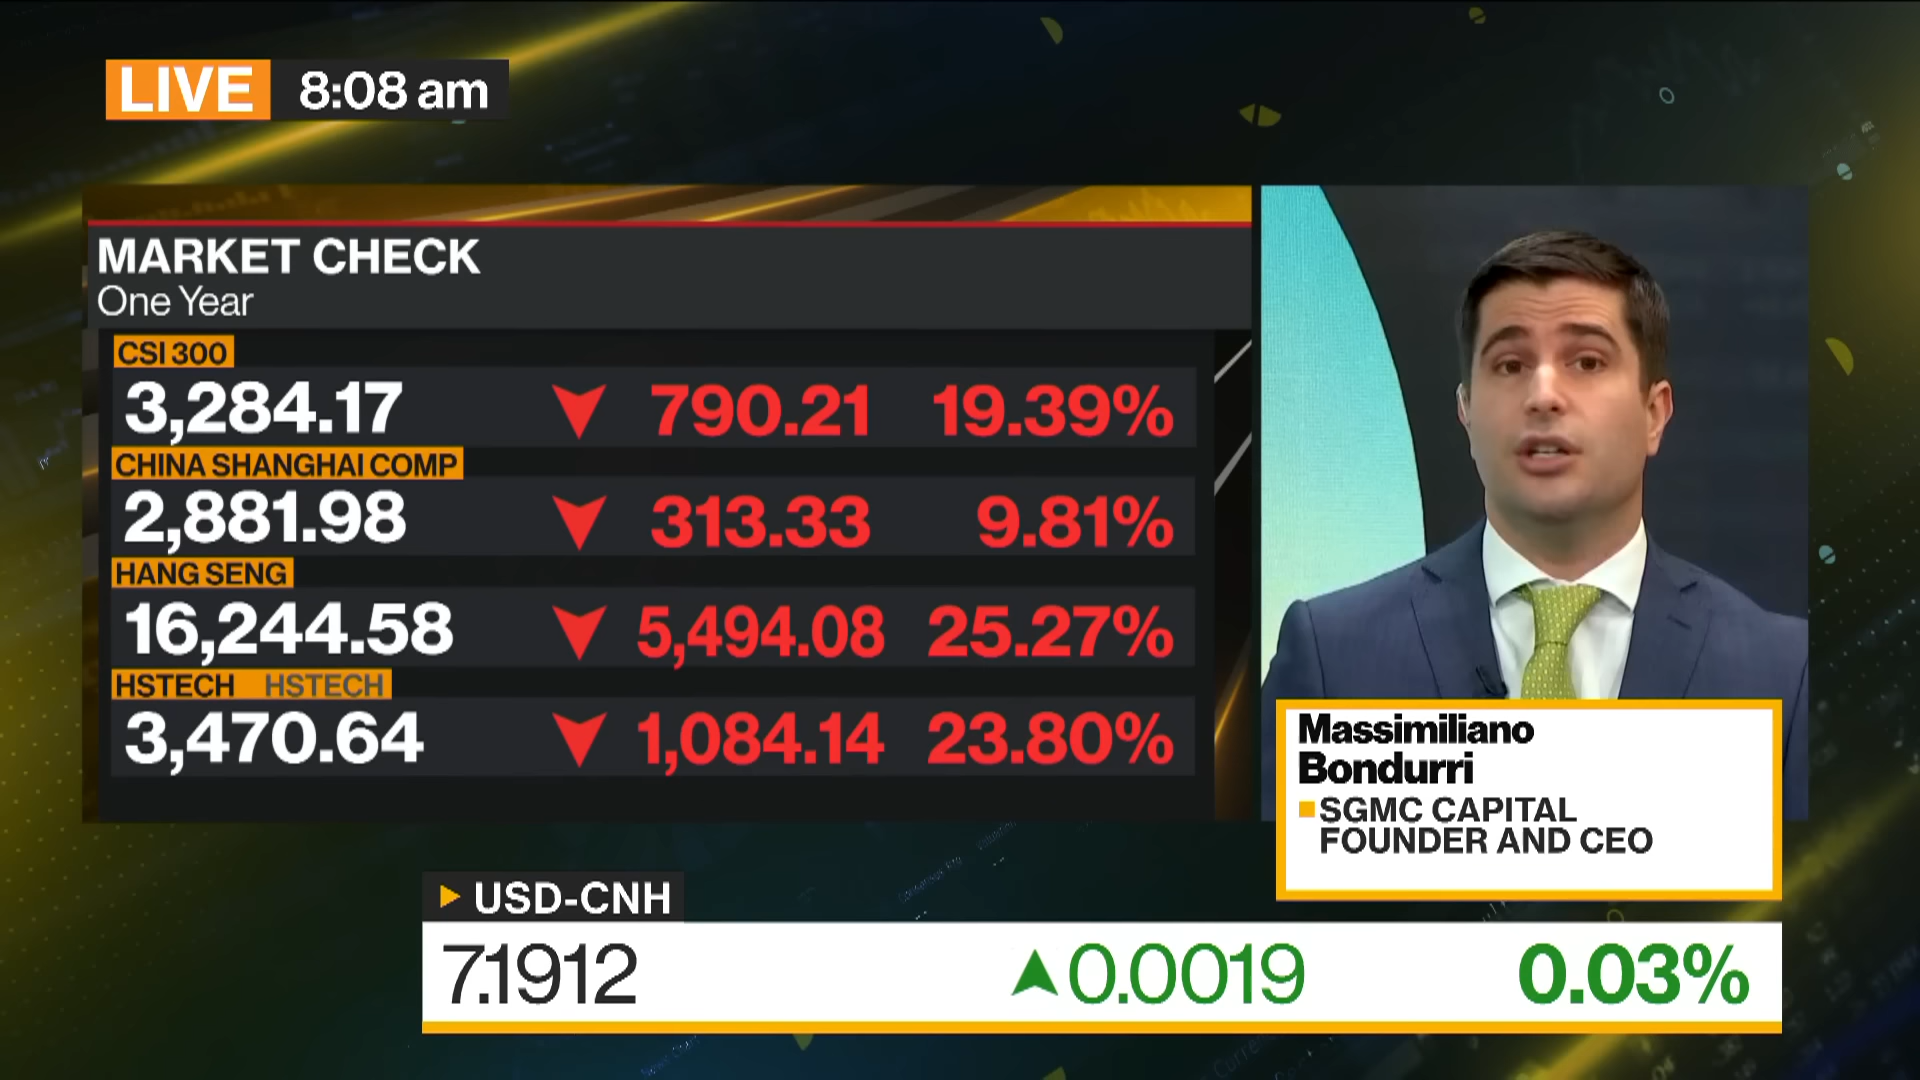 LIVE 8:08 am
MARKET CHECK
One Year
CSI 300
3,284.17 ▼ 790.21 19.39%
CHINA SHANGHAI COMP
2,881.98 ▼ 313.33 9.81%
HANG SENG
16,244.58 ▼ 5,494.08 25.27%
HSTECH HSTECH
3,470.64 ▼ 1,084.14 23.80%
Massimiliano
Bondurri
SGMC CAPITAL
FOUNDER AND CEO
USD-CNH
7.1912 ▲ 0.0019 0.03%